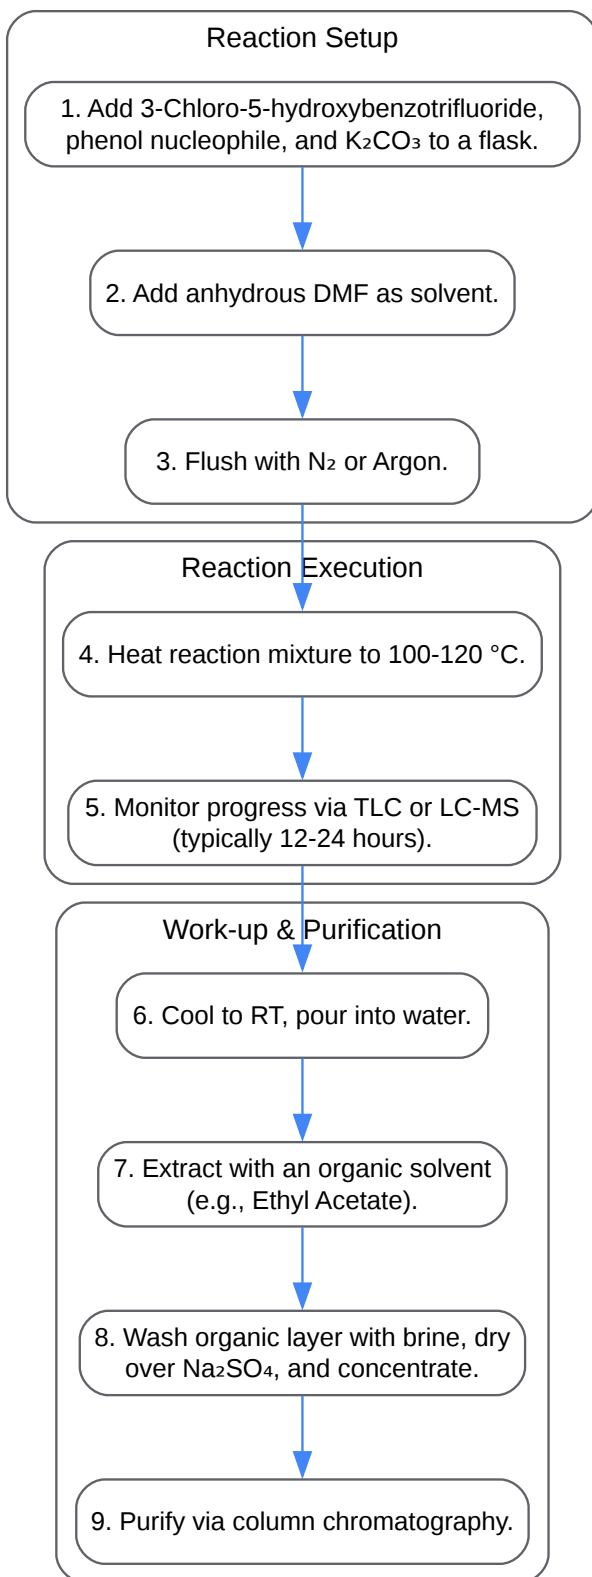 Reaction Setup
1. Add 3-Chloro-5-hydroxybenzotrifluoride,
phenol nucleophile, and K₂CO₃ to a flask.
2. Add anhydrous DMF as solvent.
3. Flush with N₂ or Argon.
Reaction Execution
4. Heat reaction mixture to 100-120 °C.
5. Monitor progress via TLC or LC-MS
(typically 12-24 hours).
Work-up & Purification
6. Cool to RT, pour into water.
7. Extract with an organic solvent
(e.g., Ethyl Acetate).
8. Wash organic layer with brine, dry
over Na₂SO₄, and concentrate.
9. Purify via column chromatography.